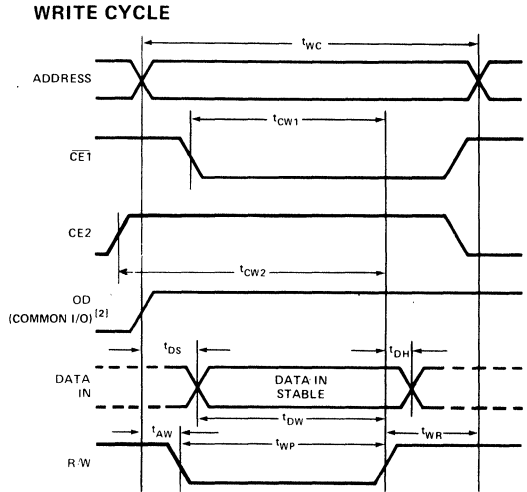 WRITE CYCLE
tWC
ADDRESS
tCW1
CE1
CE2
tCW2
OD
(COMMON I/O)[2]
tDS
tDH
DATA
IN
DATA IN
STABLE
tDW
tAW
tWP
tWR
R/W